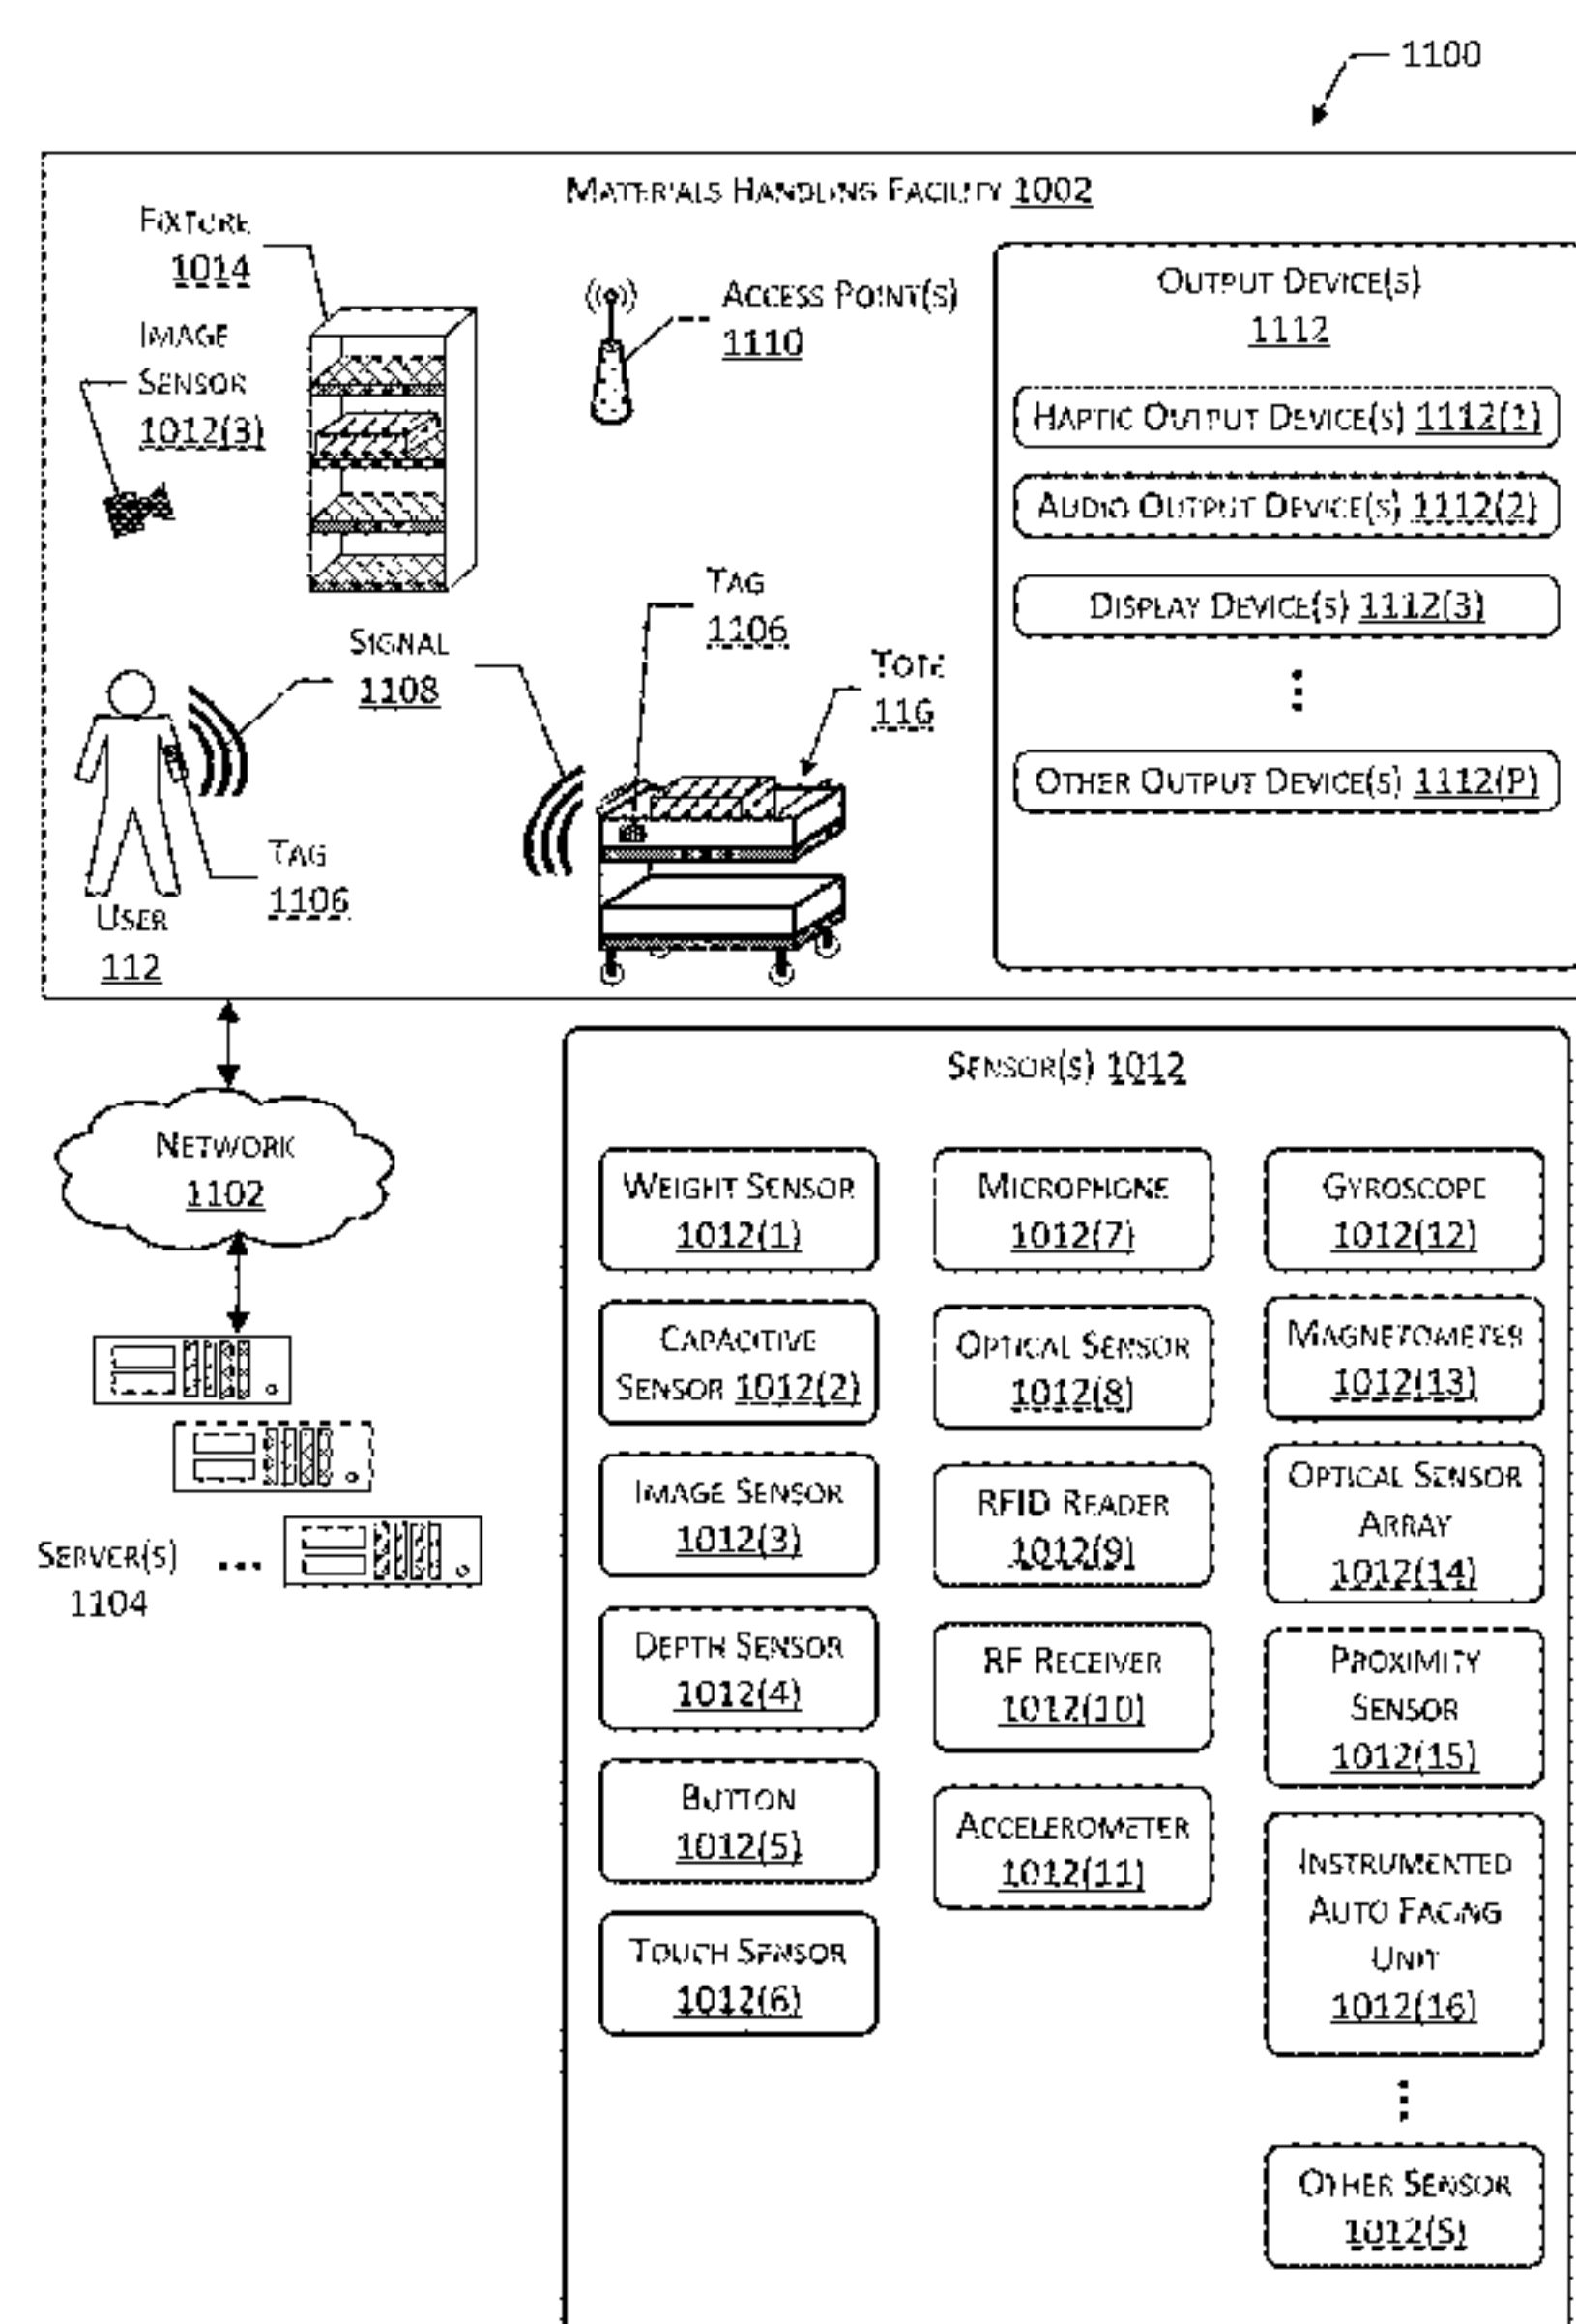 1100
MATERIALS HANDLING FACILITY 1002
FIXTURE
1014
IMAGE
SENSOR
1012(3)
ACCESS POINT(S)
1110
OUTPUT DEVICE(S)
1112
HAPTIC OUTPUT DEVICE(S) 1112(1)
AUDIO OUTPUT DEVICE(S) 1112(2)
DISPLAY DEVICE(S) 1112(3)
OTHER OUTPUT DEVICE(S) 1112(P)
TAG
1106
SIGNAL
1108
TOTE
116
TAG
1106
USER
112
NETWORK
1102
SERVER(S)
1104
...
SENSOR(S) 1012
WEIGHT SENSOR
1012(1)
CAPACITIVE
SENSOR 1012(2)
IMAGE SENSOR
1012(3)
DEPTH SENSOR
1012(4)
BUTTON
1012(5)
TOUCH SENSOR
1012(6)
MICROPHONE
1012(7)
OPTICAL SENSOR
1012(8)
RFID READER
1012(9)
RF RECEIVER
1012(10)
ACCELEROMETER
1012(11)
GYROSCOPE
1012(12)
MAGNETOMETER
1012(13)
OPTICAL SENSOR
ARRAY
1012(14)
PROXIMITY
SENSOR
1012(15)
INSTRUMENTED
AUTO FACING
UNIT
1012(16)
OTHER SENSOR
1012(S)